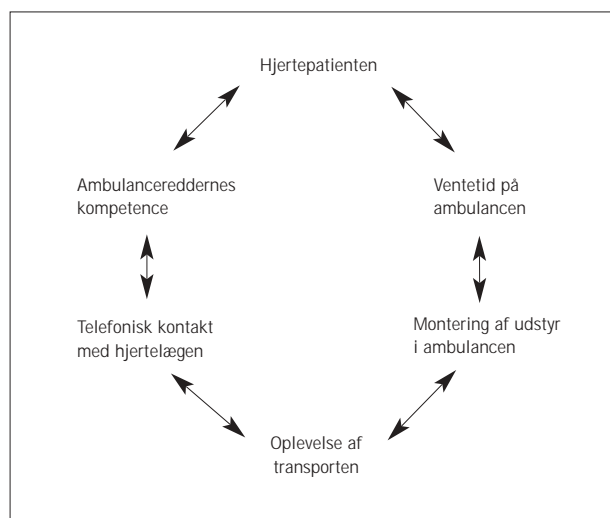 Hjertepatienten
Ambulancereddernes
kompetence
Ventetid på
ambulancen
Telefonisk kontakt
med hjertelægen
Montering af udstyr
i ambulancen
Oplevelse af
transporten